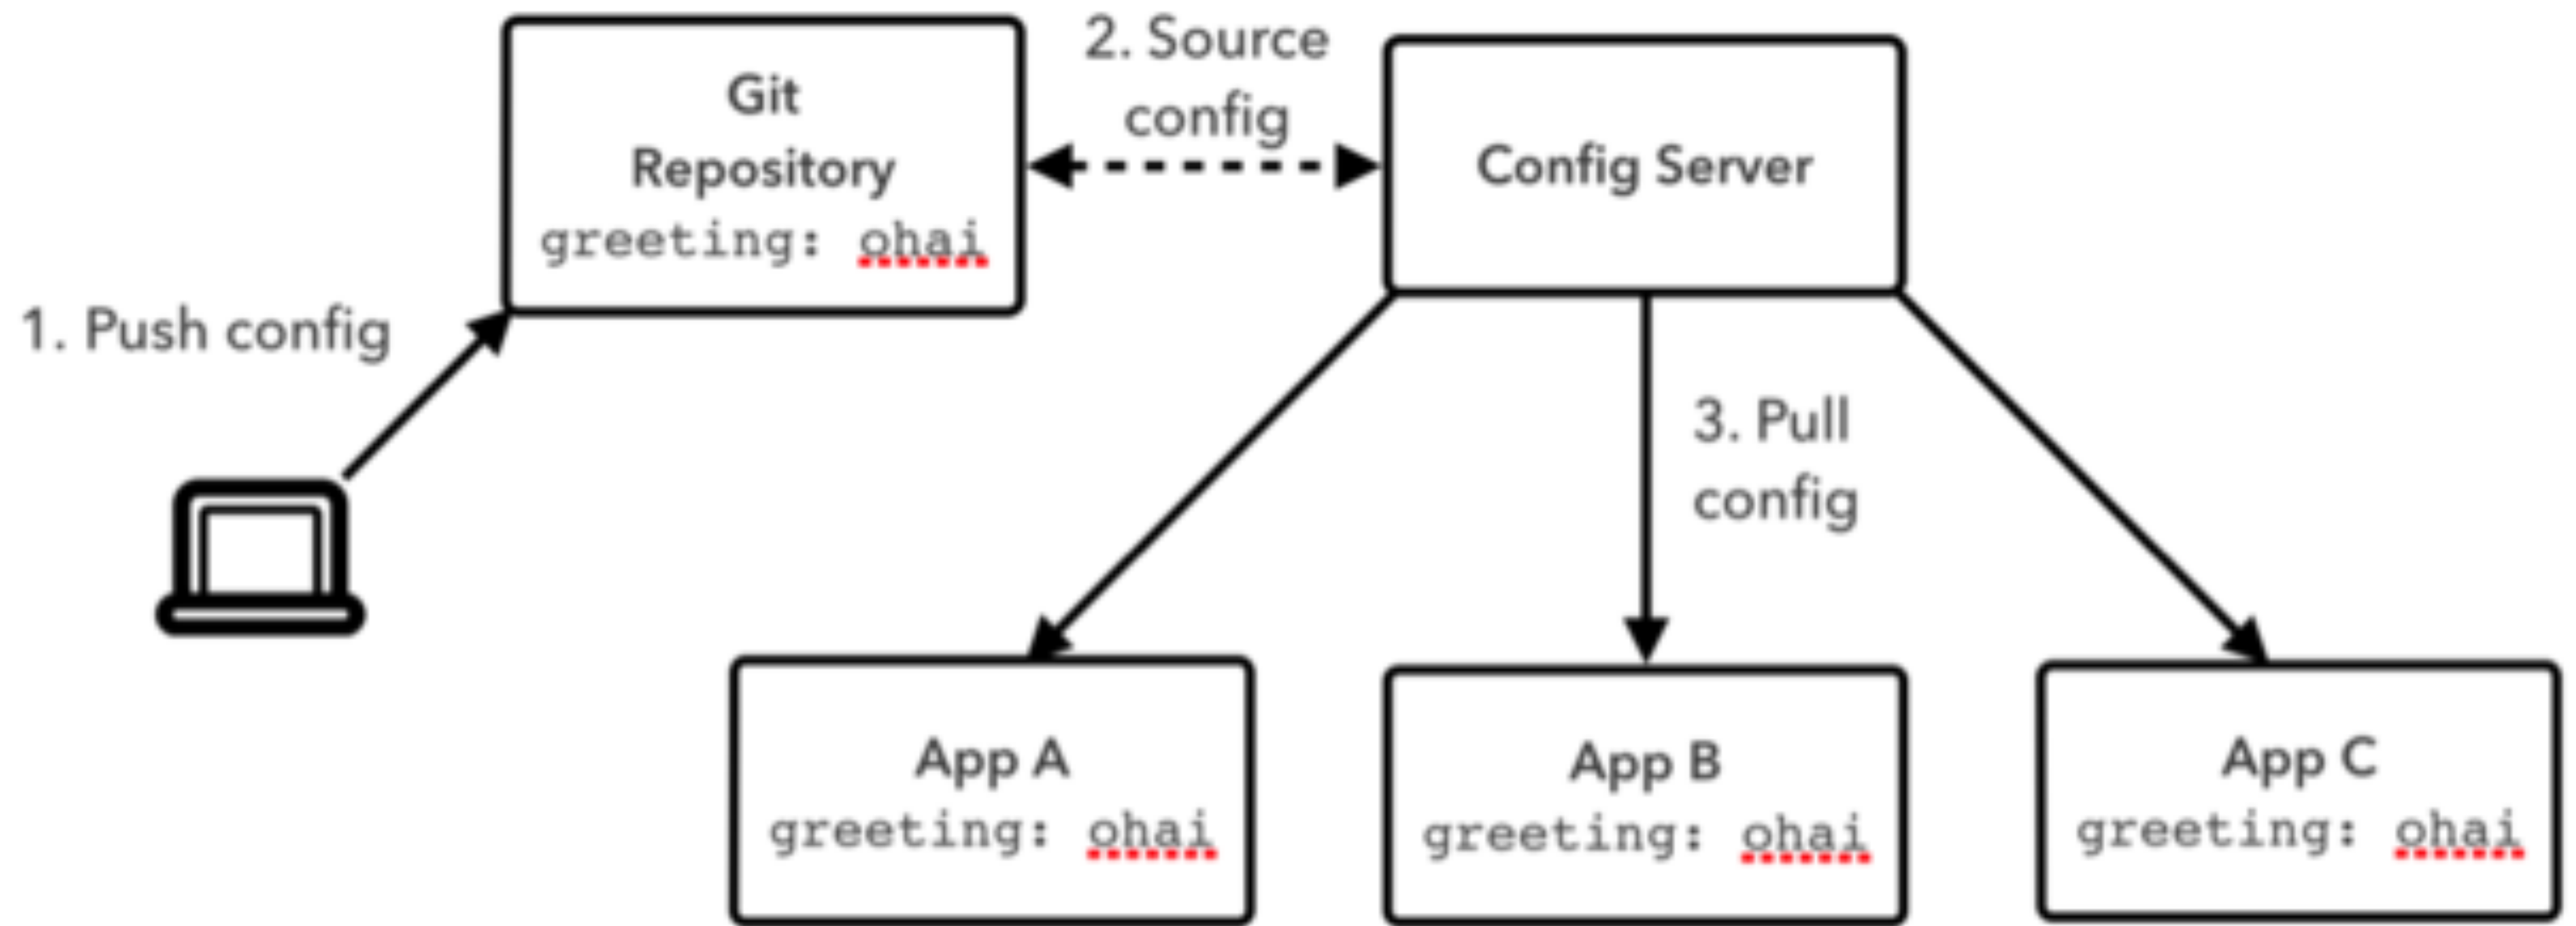 Git
Repository
greeting: ohai
2. Source
config
Config Server
1. Push config
3. Pull
config
App A
greeting: ohai
App B
greeting: ohai
App C
greeting: ohai